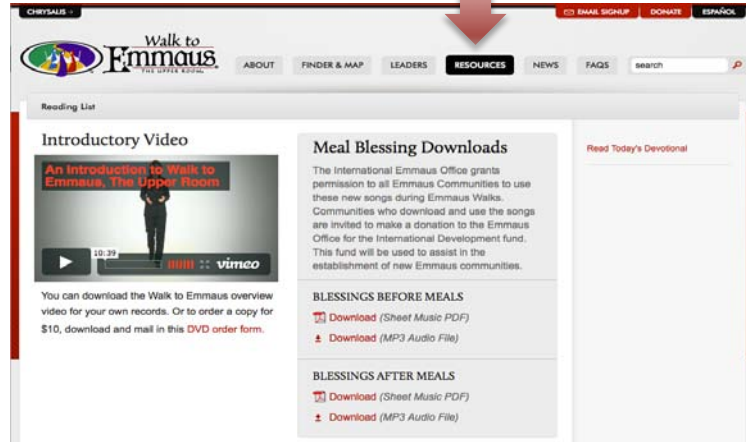 CHRYSALIS
EMAIL SIGNUP
DONATE
ESPAÑOL
Walk to
Emmaus
THE UPPER ROOM
ABOUT
FINDER & MAP
LEADERS
RESOURCES
NEWS
FAQS
search
Reading List
Introductory Video
An Introduction to Walk to
Emmaus, The Upper Room
10:39
vimeo
You can download the Walk to Emmaus overview
video for your own records. Or to order a copy for
$10, download and mail in this DVD order form.
Meal Blessing Downloads
The International Emmaus Office grants
permission to all Emmaus Communities to use
these new songs during Emmaus Walks.
Communities who download and use the songs
are invited to make a donation to the Emmaus
Office for the International Development fund.
This fund will be used to assist in the
establishment of new Emmaus communities.
BLESSINGS BEFORE MEALS
Download (Sheet Music PDF)
Download (MP3 Audio File)
BLESSINGS AFTER MEALS
Download (Sheet Music PDF)
Download (MP3 Audio File)
Read Today's Devotional